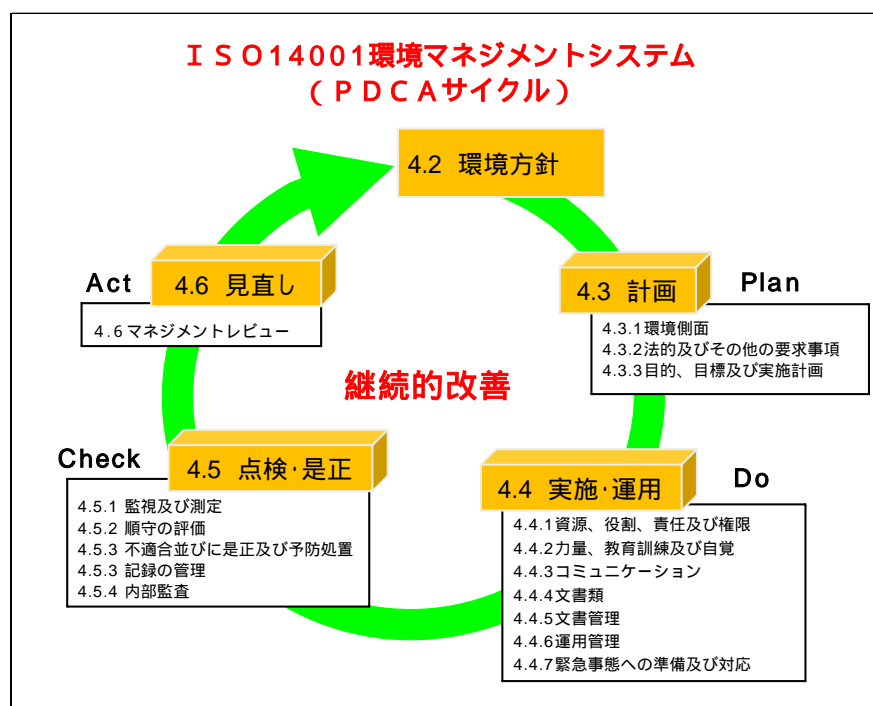 ＩＳＯ14001環境マネジメントシステム
（ＰＤＣＡサイクル）
4.2 環境方針
4.3 計画
Plan
4.3.1環境側面
4.3.2法的及びその他の要求事項
4.3.3目的、目標及び実施計画
4.4 実施・運用
Do
4.4.1資源、役割、責任及び権限
4.4.2力量、教育訓練及び自覚
4.4.3コミュニケーション
4.4.4文書類
4.4.5文書管理
4.4.6運用管理
4.4.7緊急事態への準備及び対応
Check
4.5 点検・是正
4.5.1 監視及び測定
4.5.2 順守の評価
4.5.3 不適合並びに是正及び予防処置
4.5.3 記録の管理
4.5.4 内部監査
Act
4.6 見直し
4.6マネジメントレビュー
継続的改善